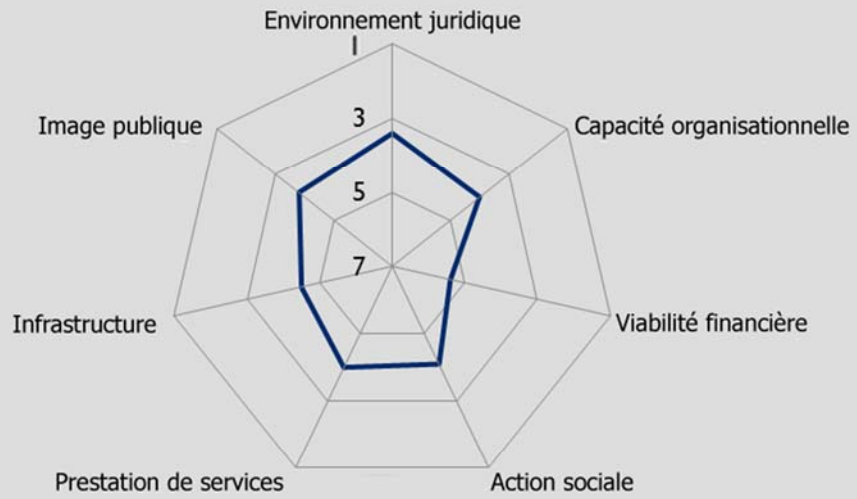 Environnement juridique
1
3
Image publique
Capacité organisationnelle
5
7
Infrastructure
Viabilité financière
Prestation de services
Action sociale